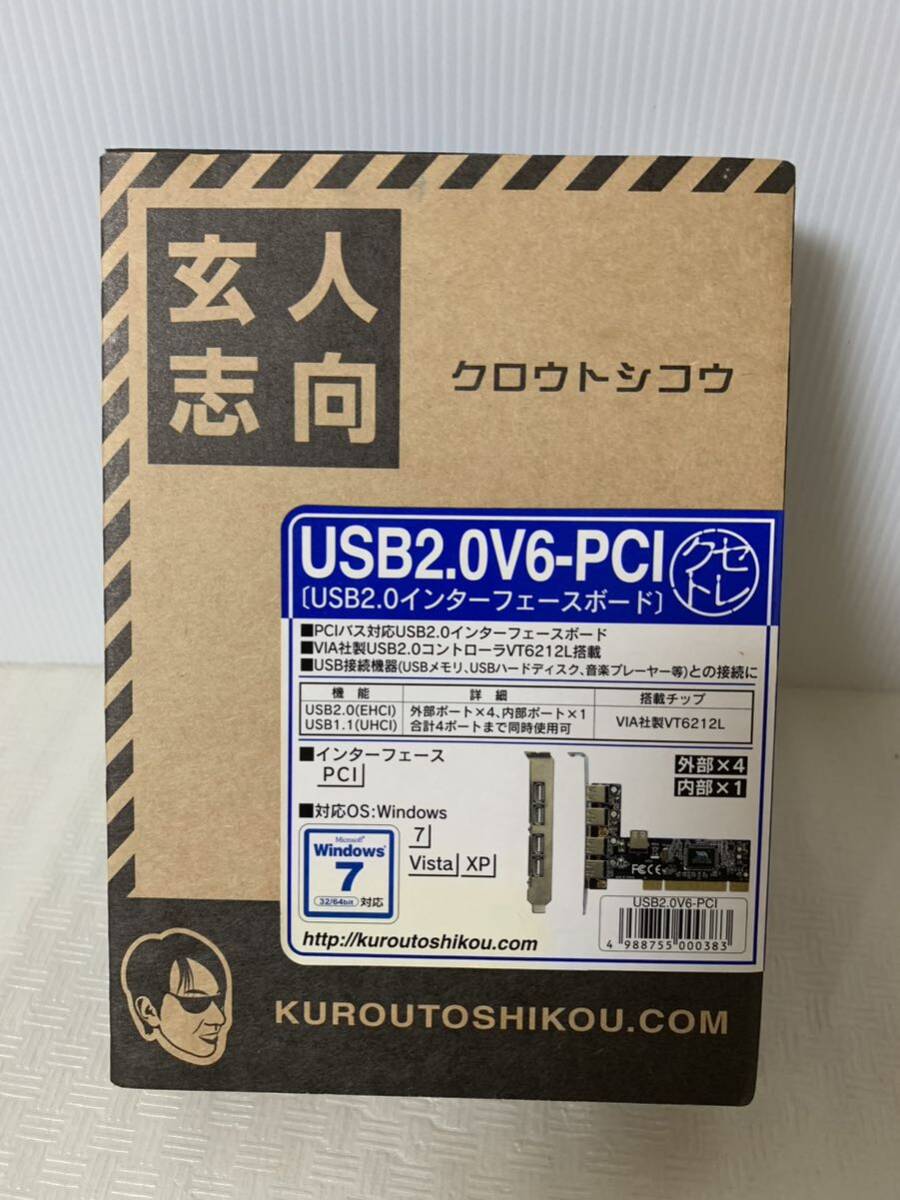 玄人
志向
クロウトシコウ
USB2.0V6-PCI
クセトレ
〔USB2.0インターフェースボード〕
■PCIバス対応USB2.0インターフェースボード
■VIA社製USB2.0コントローラVT6212L搭載
■USB接続機器(USBメモリ、USBハードディスク、音楽プレーヤー等)との接続に
機能 詳細 搭載チップ
USB2.0(EHCI) 外部ポート×4、内部ポート×1
USB1.1(UHCI) 合計4ポートまで同時使用可 VIA社製VT6212L
■インターフェース
PCI
外部×4
内部×1
■対応OS:Windows
7
Vista XP
Microsoft
Windows
7
32/64bit 対応
FC CE
USB2.0V6-PCI
4 988755 000383
http://kuroutoshikou.com
KUROUTOSHIKOU.COM